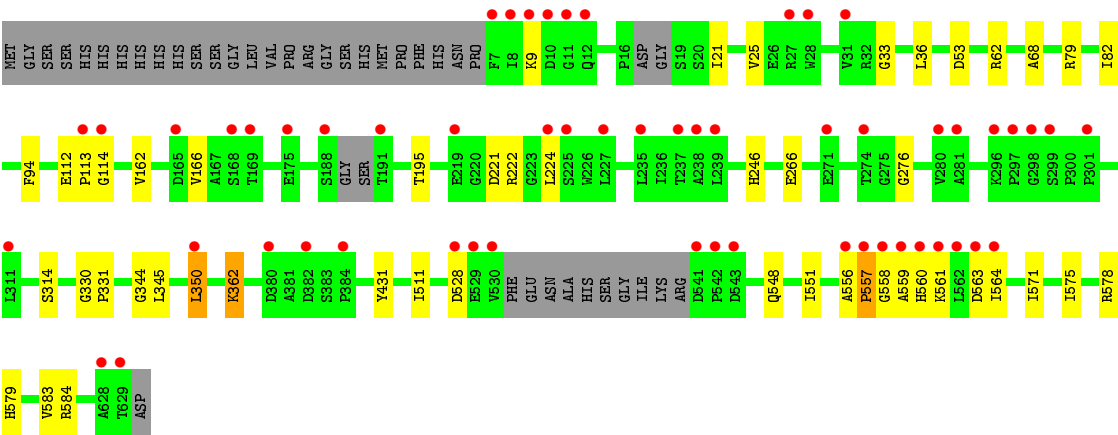 MET GLY SER SER HIS HIS HIS HIS HIS HIS SER SER GLY LEU VAL PRO ARG GLY SER HIS MET PRO PHE HIS ASN PRO F7 I8 K9 D10 G11 Q12 P16 ASP GLY S19 S20 I21 V25 E26 R27 W28 V31 R32 G33 L36 D53 R62 A68 R79 I82
F94 E112 P113 G114 V162 D165 V166 A167 S168 T169 E175 S188 GLY SER T191 T195 E219 G220 D221 R222 G223 L224 S225 W226 L227 L235 I236 T237 A238 L239 H246 E266 E271 T274 G275 G276 V280 A281 K296 P297 G298 S299 P300 P301
L311 S314 G330 P331 G344 L345 L350 K362 D380 A381 D382 S383 P384 Y431 I511 D528 E529 V530 PHE GLU ASN ALA HIS SER GLY ILE LYS ARG D541 P542 D543 Q548 I551 A556 P557 G558 A559 H560 K561 L562 D563 I564 I571 I575 R578
H579 V583 R584 A628 T629 ASP